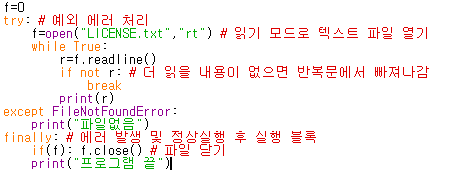 f=0
try: # 예외 에러 처리
    f=open("LICENSE.txt","rt") # 읽기 모드로 텍스트 파일 열기
    while True:
        r=f.readline()
        if not r: # 더 읽을 내용이 없으면 반복문에서 빠져나감
            break
        print(r)
except FileNotFoundError:
    print("파일없음")
finally: # 에러 발생 및 정상실행 후 실행 블록
    if(f): f.close() # 파일 닫기
    print("프로그램 끝")